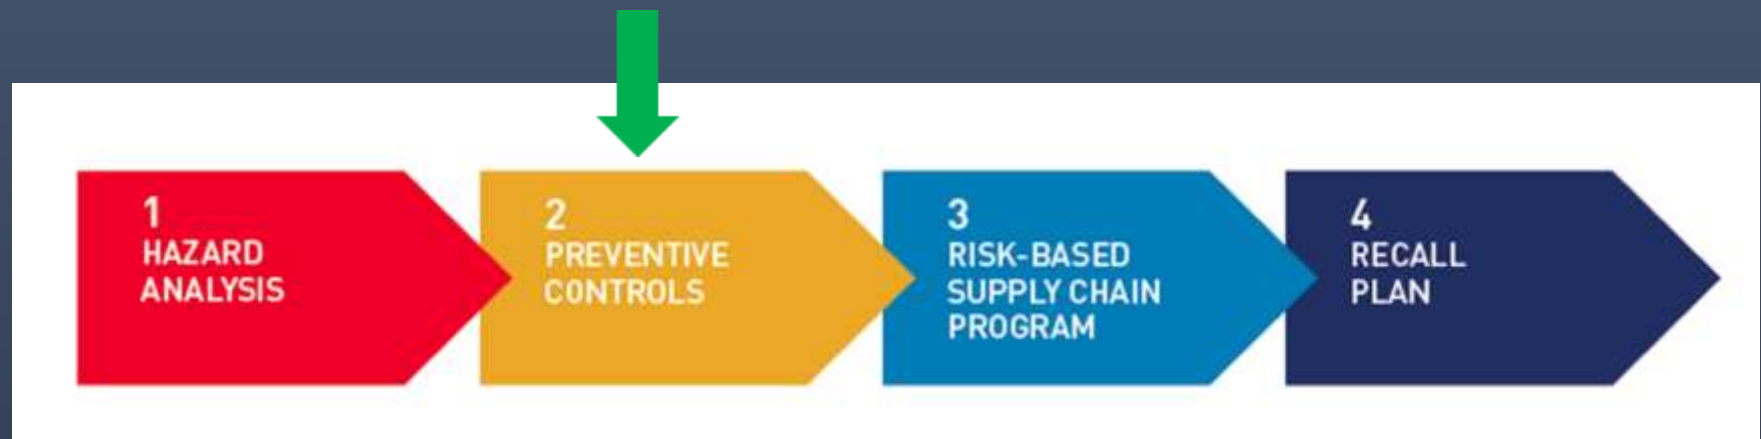 1
HAZARD
ANALYSIS
2
PREVENTIVE
CONTROLS
3
RISK-BASED
SUPPLY CHAIN
PROGRAM
4
RECALL
PLAN